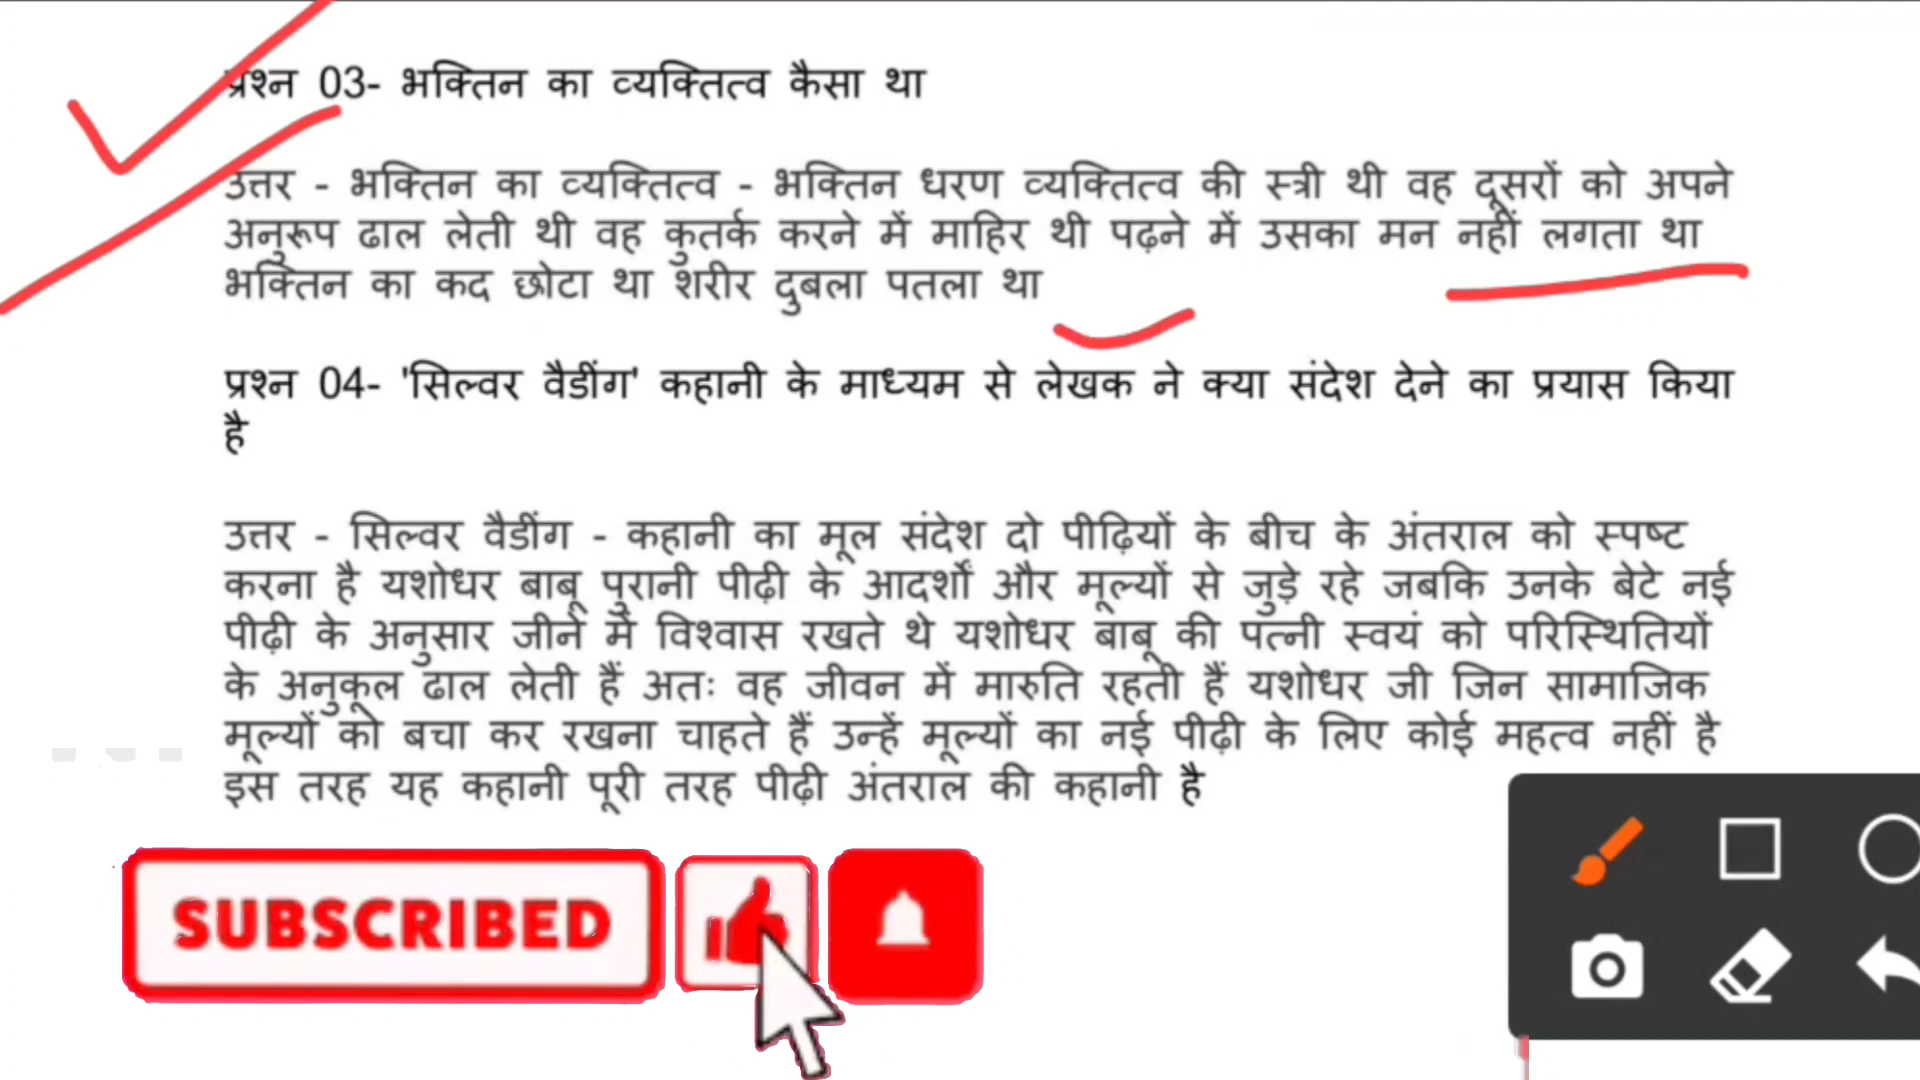 प्रश्न 03- भक्तिन का व्यक्तित्व कैसा था
उत्तर - भक्तिन का व्यक्तित्व - भक्तिन धरण व्यक्तित्व की स्त्री थी वह दूसरों को अपने
अनुरूप ढाल लेती थी वह कुतर्क करने में माहिर थी पढ़ने में उसका मन नहीं लगता था
भक्तिन का कद छोटा था शरीर दुबला पतला था
प्रश्न 04- 'सिल्वर वैडींग' कहानी के माध्यम से लेखक ने क्या संदेश देने का प्रयास किया
है
उत्तर - सिल्वर वैडींग - कहानी का मूल संदेश दो पीढ़ियों के बीच के अंतराल को स्पष्ट
करना है यशोधर बाबू पुरानी पीढ़ी के आदर्शों और मूल्यों से जुड़े रहे जबकि उनके बेटे नई
पीढ़ी के अनुसार जीने में विश्वास रखते थे यशोधर बाबू की पत्नी स्वयं को परिस्थितियों
के अनुकूल ढाल लेती हैं अतः वह जीवन में मारुति रहती हैं यशोधर जी जिन सामाजिक
मूल्यों को बचा कर रखना चाहते हैं उन्हें मूल्यों का नई पीढ़ी के लिए कोई महत्व नहीं है
इस तरह यह कहानी पूरी तरह पीढ़ी अंतराल की कहानी है
SUBSCRIBED